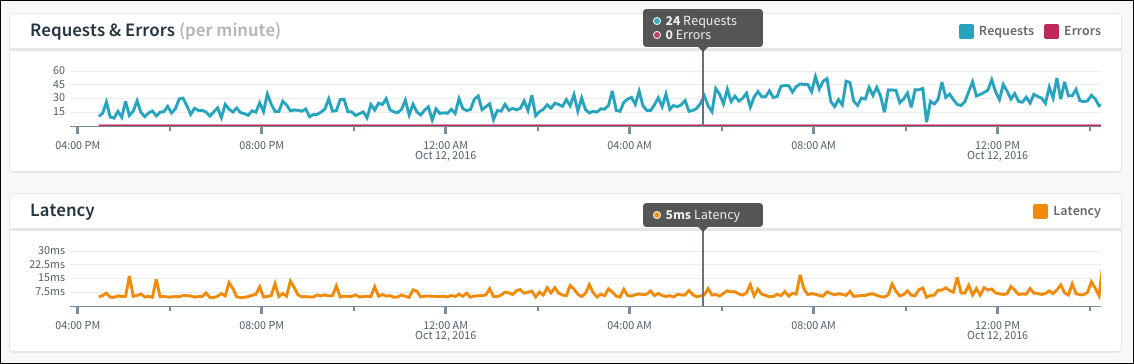 Requests & Errors (per minute)
24 Requests
0 Errors
Requests
Errors
60
45
30
15
04:00 PM
08:00 PM
12:00 AM
Oct 12, 2016
04:00 AM
08:00 AM
12:00 PM
Oct 12, 2016
Latency
5ms Latency
Latency
30ms
22.5ms
15ms
7.5ms
04:00 PM
08:00 PM
12:00 AM
Oct 12, 2016
04:00 AM
08:00 AM
12:00 PM
Oct 12, 2016